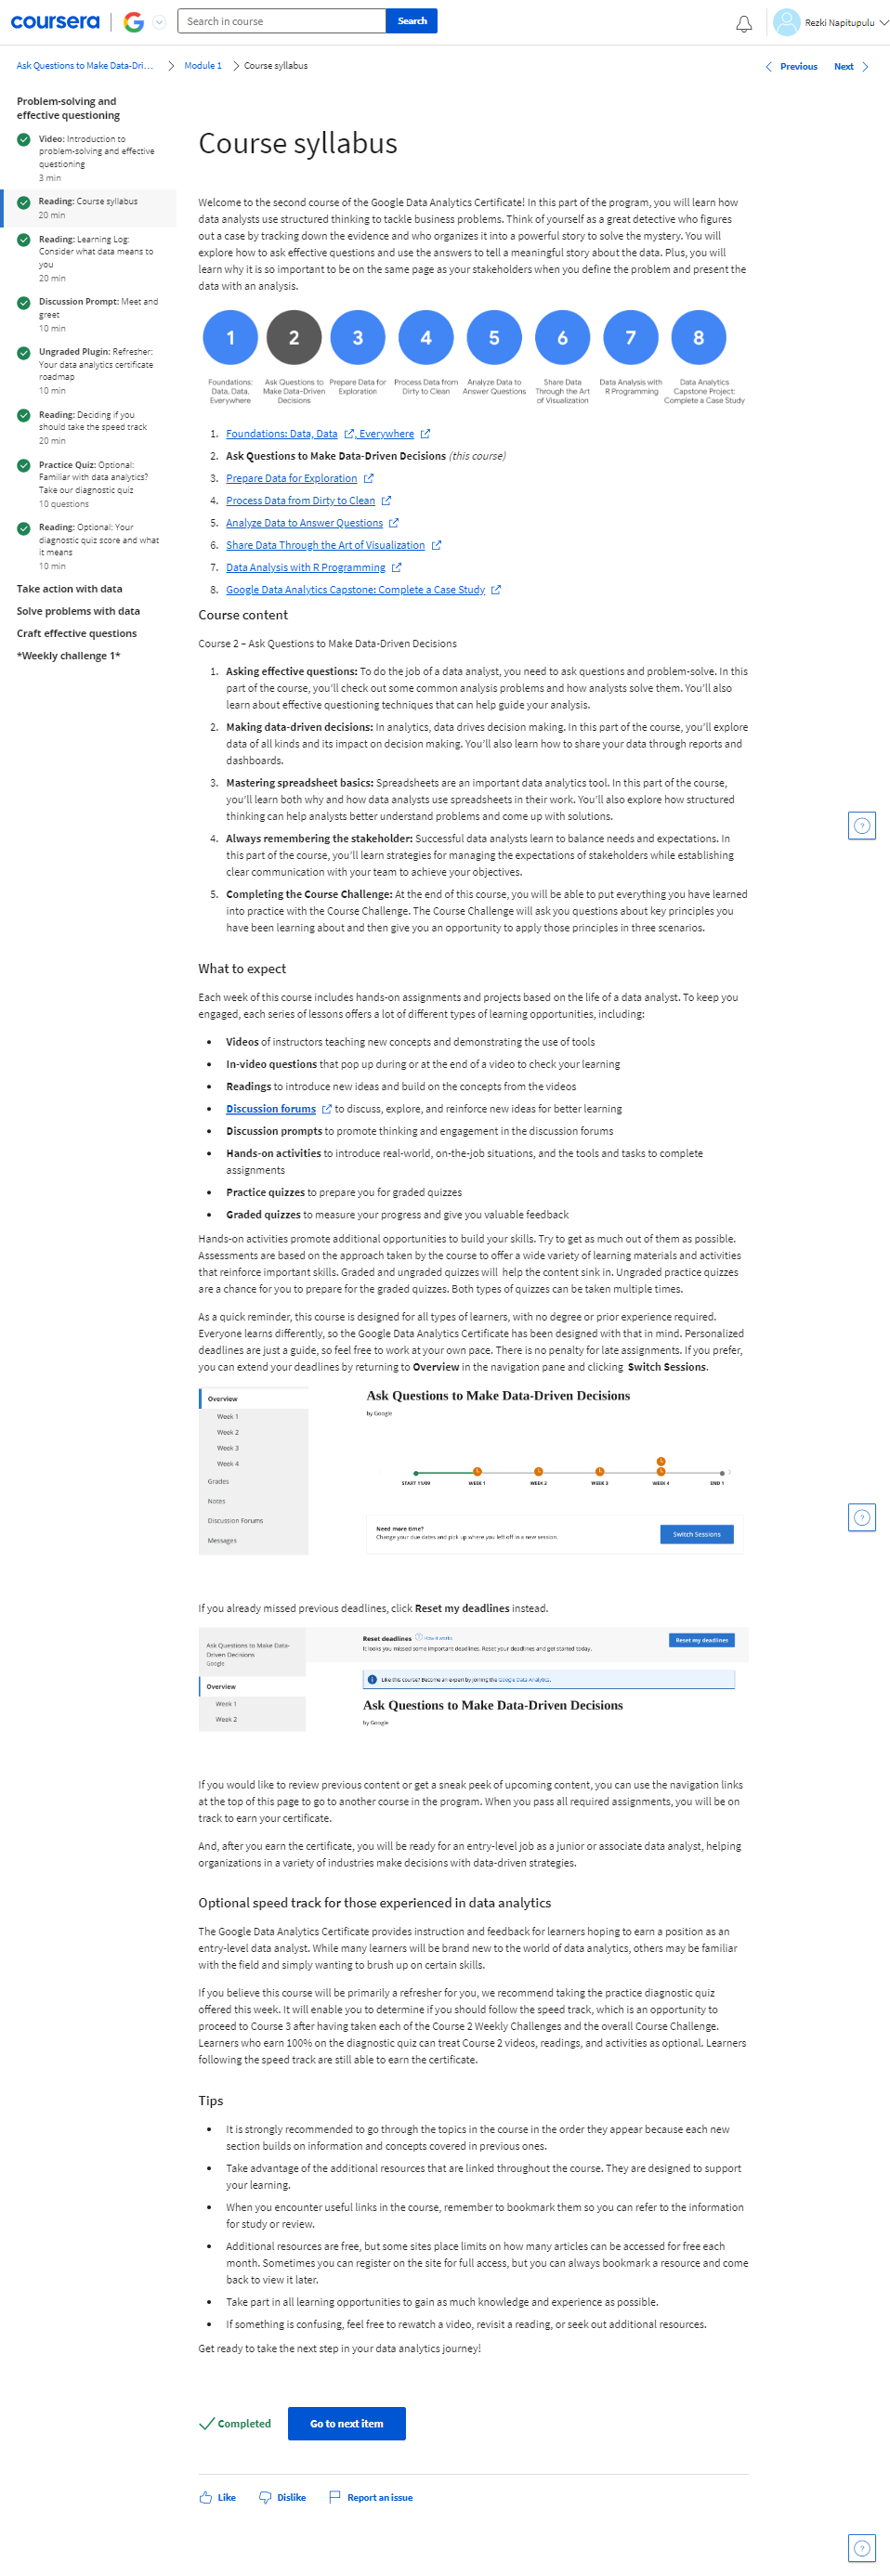 coursera
Search in course
Search
Rezki Napitupulu
Ask Questions to Make Data-Dri...
Module 1
Course syllabus
Previous
Next
Problem-solving and
effective questioning
Video: Introduction to
problem-solving and effective
questioning
3 min
Reading: Course syllabus
20 min
Reading: Learning Log:
Consider what data means to
you
20 min
Discussion Prompt: Meet and
greet
10 min
Ungraded Plugin: Refresher:
Your data analytics certificate
roadmap
10 min
Reading: Deciding if you
should take the speed track
20 min
Practice Quiz: Optional:
Familiar with data analytics?
Take our diagnostic quiz
10 questions
Reading: Optional: Your
diagnostic quiz score and what
it means
10 min
Take action with data
Solve problems with data
Craft effective questions
*Weekly challenge 1*
Course syllabus
Welcome to the second course of the Google Data Analytics Certificate! In this part of the program, you will learn how
data analysts use structured thinking to tackle business problems. Think of yourself as a great detective who figures
out a case by tracking down the evidence and who organizes it into a powerful story to solve the mystery. You will
explore how to ask effective questions and use the answers to tell a meaningful story about the data. Plus, you will
learn why it is so important to be on the same page as your stakeholders when you define the problem and present the
data with an analysis.
1 2 3 4 5 6 7 8
Foundations: Data, Data, Everywhere
Ask Questions to Make Data-Driven Decisions
Prepare Data for Exploration
Process Data from Dirty to Clean
Analyze Data to Answer Questions
Share Data Through the Art of Visualization
Data Analysis with R Programming
Data Analytics Capstone Project: Complete a Case Study
1. Foundations: Data, Data , Everywhere
2. Ask Questions to Make Data-Driven Decisions (this course)
3. Prepare Data for Exploration
4. Process Data from Dirty to Clean
5. Analyze Data to Answer Questions
6. Share Data Through the Art of Visualization
7. Data Analysis with R Programming
8. Google Data Analytics Capstone: Complete a Case Study
Course content
Course 2 – Ask Questions to Make Data-Driven Decisions
1. Asking effective questions: To do the job of a data analyst, you need to ask questions and problem-solve. In this
part of the course, you'll check out some common analysis problems and how analysts solve them. You'll also
learn about effective questioning techniques that can help guide your analysis.
2. Making data-driven decisions: In analytics, data drives decision making. In this part of the course, you'll explore
data of all kinds and its impact on decision making. You'll also learn how to share your data through reports and
dashboards.
3. Mastering spreadsheet basics: Spreadsheets are an important data analytics tool. In this part of the course,
you'll learn both why and how data analysts use spreadsheets in their work. You'll also explore how structured
thinking can help analysts better understand problems and come up with solutions.
4. Always remembering the stakeholder: Successful data analysts learn to balance needs and expectations. In
this part of the course, you'll learn strategies for managing the expectations of stakeholders while establishing
clear communication with your team to achieve your objectives.
5. Completing the Course Challenge: At the end of this course, you will be able to put everything you have learned
into practice with the Course Challenge. The Course Challenge will ask you questions about key principles you
have been learning about and then give you an opportunity to apply those principles in three scenarios.
What to expect
Each week of this course includes hands-on assignments and projects based on the life of a data analyst. To keep you
engaged, each series of lessons offers a lot of different types of learning opportunities, including:
• Videos of instructors teaching new concepts and demonstrating the use of tools
• In-video questions that pop up during or at the end of a video to check your learning
• Readings to introduce new ideas and build on the concepts from the videos
• Discussion forums to discuss, explore, and reinforce new ideas for better learning
• Discussion prompts to promote thinking and engagement in the discussion forums
• Hands-on activities to introduce real-world, on-the-job situations, and the tools and tasks to complete
assignments
• Practice quizzes to prepare you for graded quizzes
• Graded quizzes to measure your progress and give you valuable feedback
Hands-on activities promote additional opportunities to build your skills. Try to get as much out of them as possible.
Assessments are based on the approach taken by the course to offer a wide variety of learning materials and activities
that reinforce important skills. Graded and ungraded quizzes will help the content sink in. Ungraded practice quizzes
are a chance for you to prepare for the graded quizzes. Both types of quizzes can be taken multiple times.
As a quick reminder, this course is designed for all types of learners, with no degree or prior experience required.
Everyone learns differently, so the Google Data Analytics Certificate has been designed with that in mind. Personalized
deadlines are just a guide, so feel free to work at your own pace. There is no penalty for late assignments. If you prefer,
you can extend your deadlines by returning to Overview in the navigation pane and clicking Switch Sessions.
Overview
Week 1
Week 2
Week 3
Week 4
Grades
Notes
Discussion Forums
Messages
Ask Questions to Make Data-Driven Decisions
by Google
START 11/09
WEEK 1
WEEK 2
WEEK 3
WEEK 4
END 1
Need more time?
Change your due dates and pick up where you left off in a new session.
Switch Sessions
If you already missed previous deadlines, click Reset my deadlines instead.
Ask Questions to Make Data-
Driven Decisions
Google
Overview
Week 1
Week 2
Reset deadlines How it works
It looks you missed some important deadlines. Reset your deadlines and get started today.
Reset my deadlines
Like this course? Become an expert by joining the Google Data Analytics.
Ask Questions to Make Data-Driven Decisions
by Google
If you would like to review previous content or get a sneak peek of upcoming content, you can use the navigation links
at the top of this page to go to another course in the program. When you pass all required assignments, you will be on
track to earn your certificate.
And, after you earn the certificate, you will be ready for an entry-level job as a junior or associate data analyst, helping
organizations in a variety of industries make decisions with data-driven strategies.
Optional speed track for those experienced in data analytics
The Google Data Analytics Certificate provides instruction and feedback for learners hoping to earn a position as an
entry-level data analyst. While many learners will be brand new to the world of data analytics, others may be familiar
with the field and simply wanting to brush up on certain skills.
If you believe this course will be primarily a refresher for you, we recommend taking the practice diagnostic quiz
offered this week. It will enable you to determine if you should follow the speed track, which is an opportunity to
proceed to Course 3 after having taken each of the Course 2 Weekly Challenges and the overall Course Challenge.
Learners who earn 100% on the diagnostic quiz can treat Course 2 videos, readings, and activities as optional. Learners
following the speed track are still able to earn the certificate.
Tips
• It is strongly recommended to go through the topics in the course in the order they appear because each new
section builds on information and concepts covered in previous ones.
• Take advantage of the additional resources that are linked throughout the course. They are designed to support
your learning.
• When you encounter useful links in the course, remember to bookmark them so you can refer to the information
for study or review.
• Additional resources are free, but some sites place limits on how many articles can be accessed for free each
month. Sometimes you can register on the site for full access, but you can always bookmark a resource and come
back to view it later.
• Take part in all learning opportunities to gain as much knowledge and experience as possible.
• If something is confusing, feel free to rewatch a video, revisit a reading, or seek out additional resources.
Get ready to take the next step in your data analytics journey!
Completed
Go to next item
Like
Dislike
Report an issue